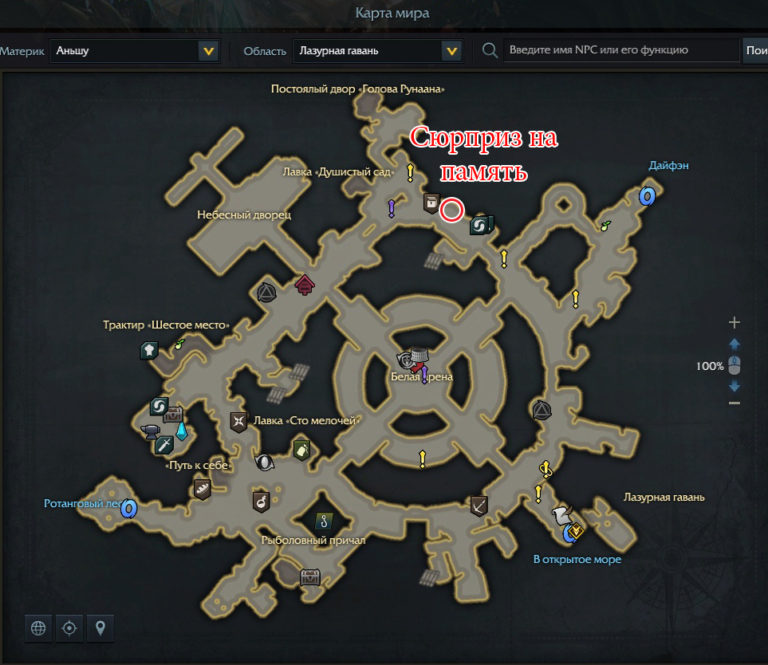 Карта мира
Материк Аньшу Область Лазурная гавань Введите имя NPC или его функцию Пои
Постоялый двор «Голова Рунаана»
Сюрприз на
память
Лавка «Душистый сад»
Дайфэн
Небесный дворец
Трактир «Шестое место»
100%
Белая арена
Лавка «Сто мелочей»
«Путь к себе»
Ротанговый лес
Лазурная гавань
Рыболовный причал
В открытое море